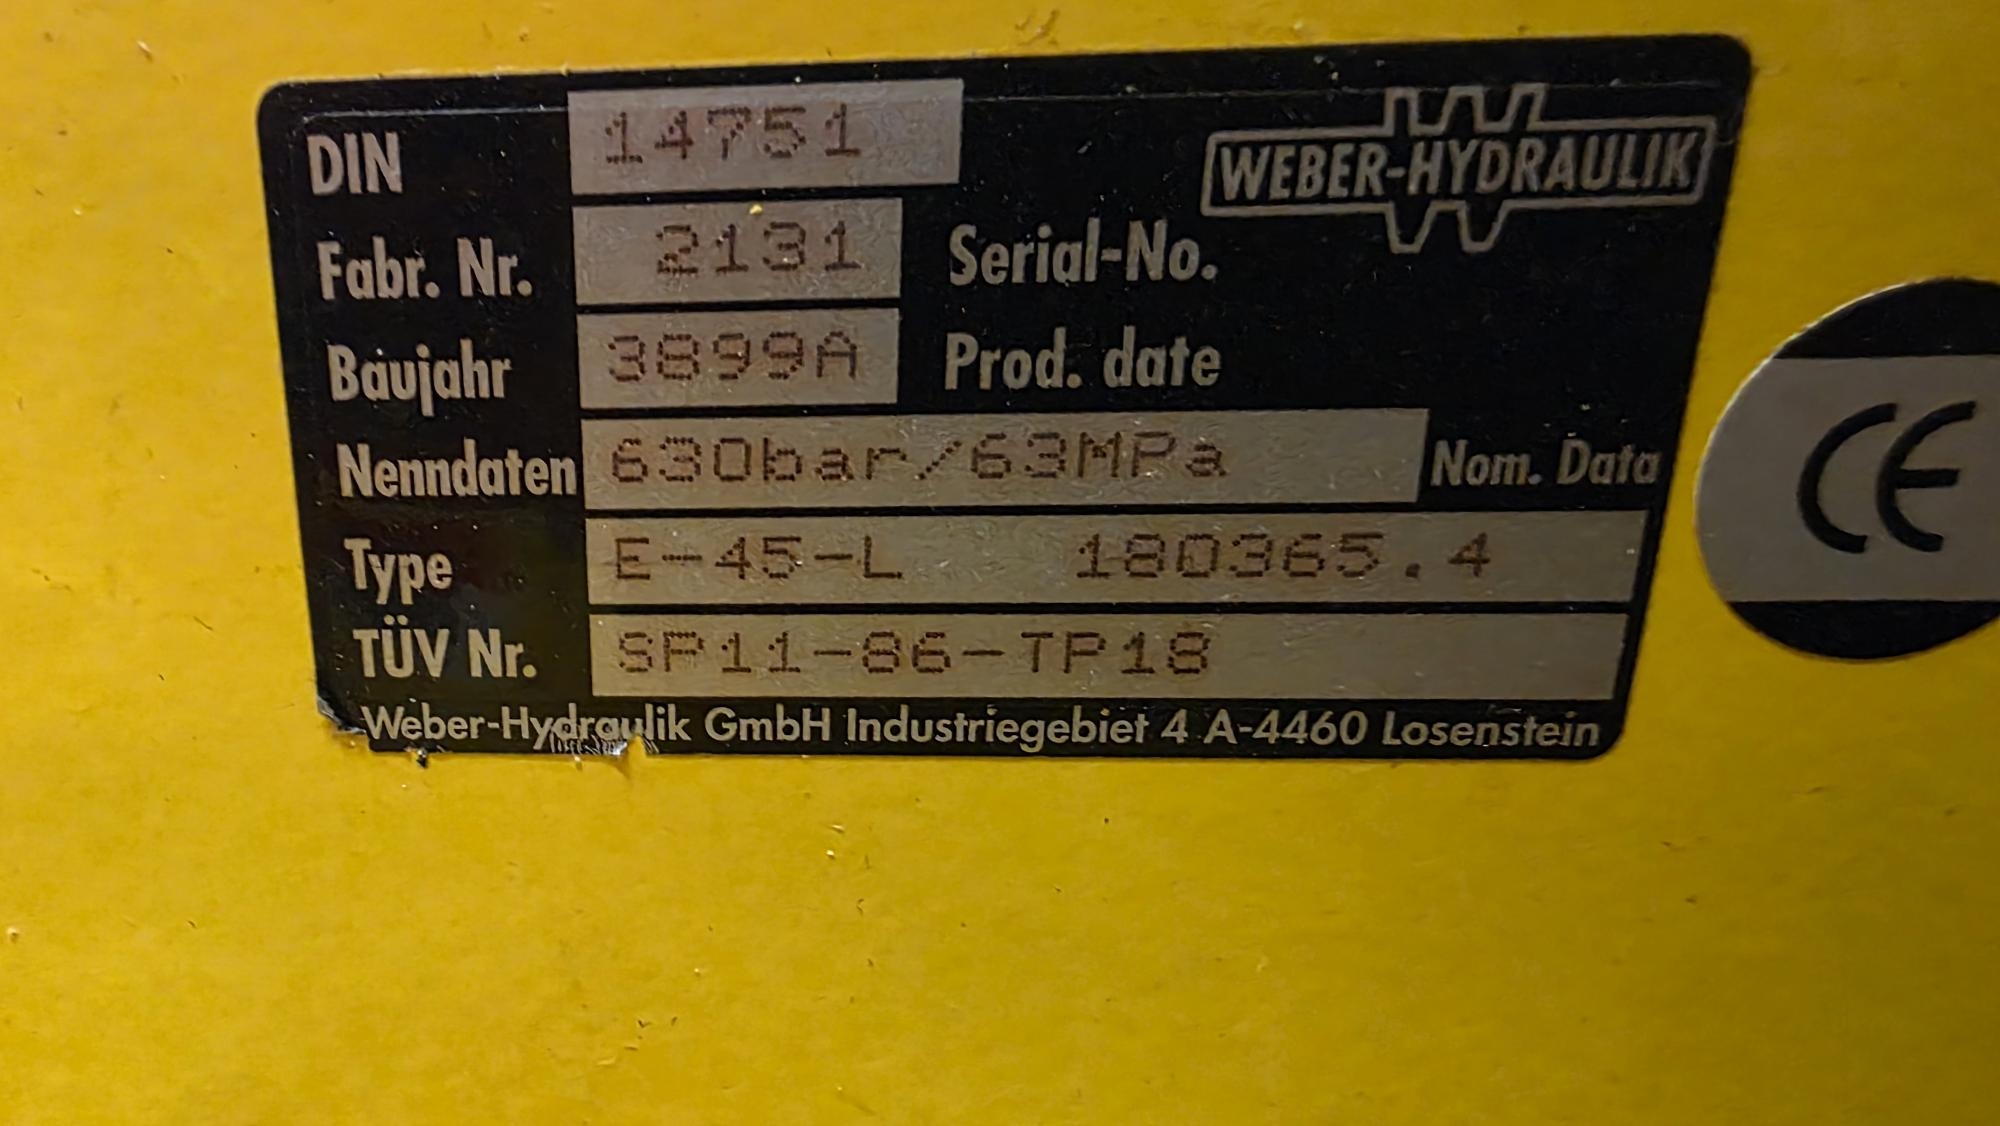 DIN 14751
WEBER-HYDRAULIK
Fabr. Nr. 2131 Serial-No.
Baujahr 3899A Prod. date
Nenndaten 630bar/63MPa Nom. Data
Type E-45-L 180365.4
TÜV Nr. SP11-86-TP18
Weber-Hydraulik GmbH Industriegebiet 4 A-4460 Losenstein
CE